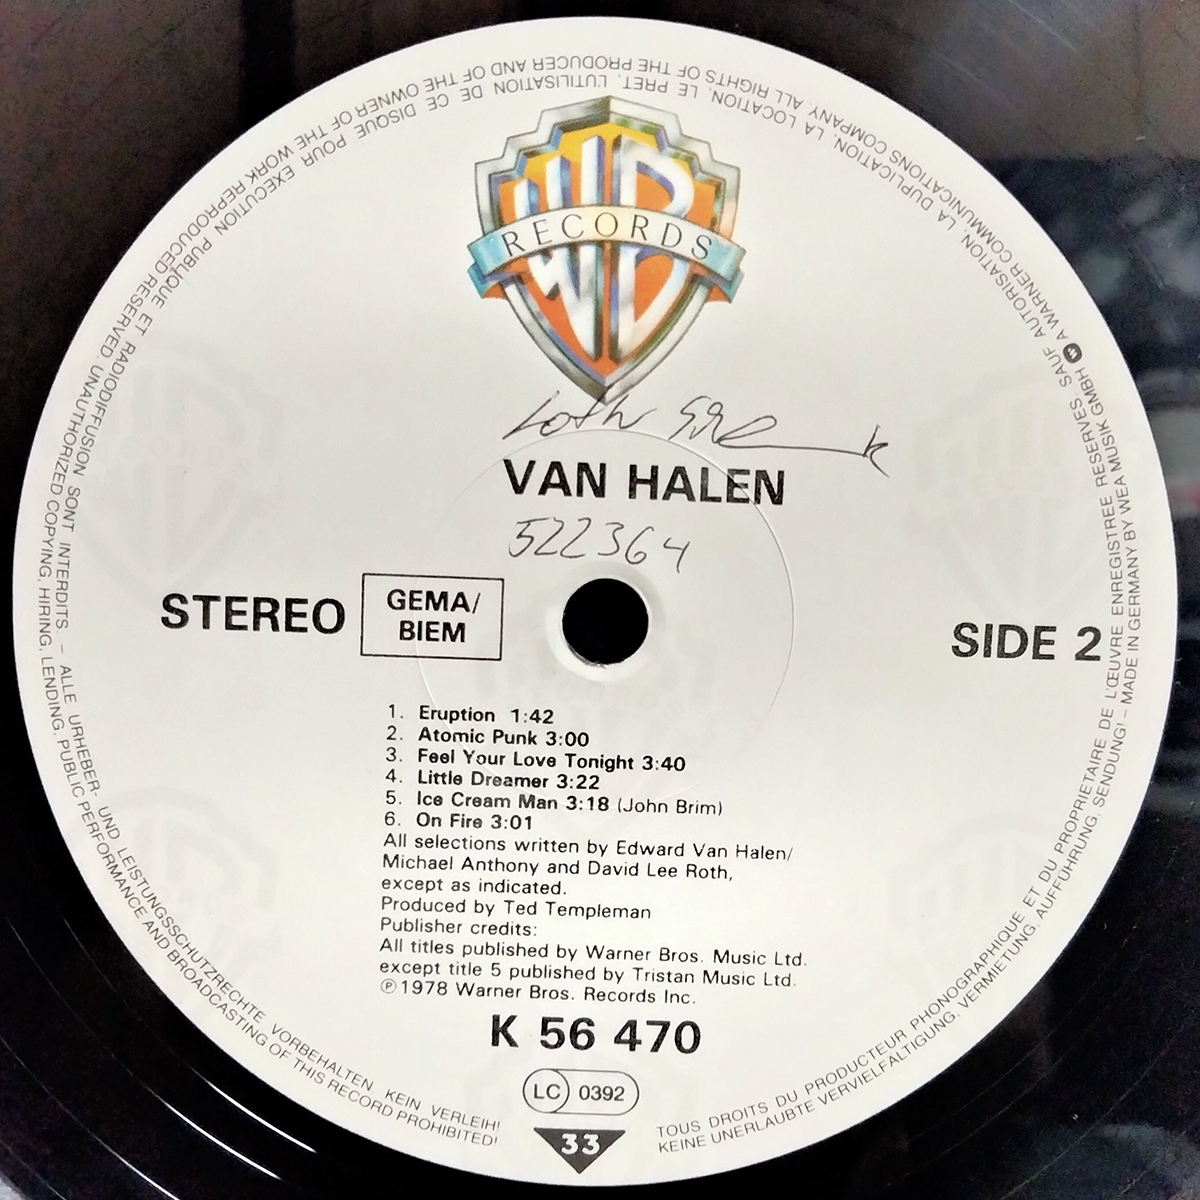 WB
RECORDS
VAN HALEN
522364
STEREO
GEMA/
BIEM
SIDE 2
1. Eruption 1:42
2. Atomic Punk 3:00
3. Feel Your Love Tonight 3:40
4. Little Dreamer 3:22
5. Ice Cream Man 3:18 (John Brim)
6. On Fire 3:01
All selections written by Edward Van Halen/
Michael Anthony and David Lee Roth,
except as indicated.
Produced by Ted Templeman
Publisher credits:
All titles published by Warner Bros. Music Ltd.
except title 5 published by Tristan Music Ltd.
℗1978 Warner Bros. Records Inc.
K 56 470
LC 0392
33
TOUS DROITS DU PRODUCTEUR PHONOGRAPHIQUE ET DU PROPRIETAIRE DE L'ŒUVRE ENREGISTREE RESERVES. SAUF AUTORISATION, LA DUPLICATION, LA LOCATION, LE PRET, L'UTILISATION DE CE DISQUE POUR EXECUTION PUBLIQUE ET RADIODIFFUSION SONT INTERDITS. – ALLE URHEBER- UND LEISTUNGSSCHUTZRECHTE VORBEHALTEN KEIN VERLEIH!
KEINE UNERLAUBTE VERVIELFÄLTIGUNG, VERMIETUNG, AUFFÜHRUNG, SENDUNG! – MADE IN GERMANY BY WEA MUSIK GMBH A WARNER COMMUNICATIONS COMPANY. ALL RIGHTS OF THE PRODUCER AND OF THE OWNER OF THE WORK REPRODUCED RESERVED. UNAUTHORIZED COPYING, HIRING, LENDING, PUBLIC PERFORMANCE AND BROADCASTING OF THIS RECORD PROHIBITED!